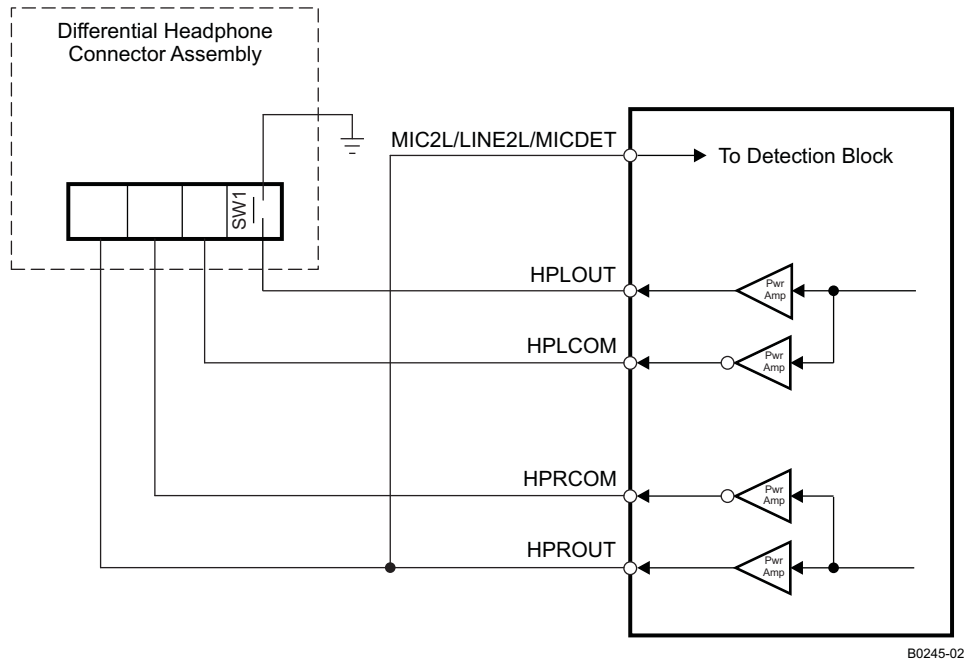 Differential Headphone
Connector Assembly
MIC2L/LINE2L/MICDET
To Detection Block
SW1
HPLOUT
Pwr
Amp
HPLCOM
Pwr
Amp
HPRCOM
Pwr
Amp
HPROUT
Pwr
Amp
B0245-02